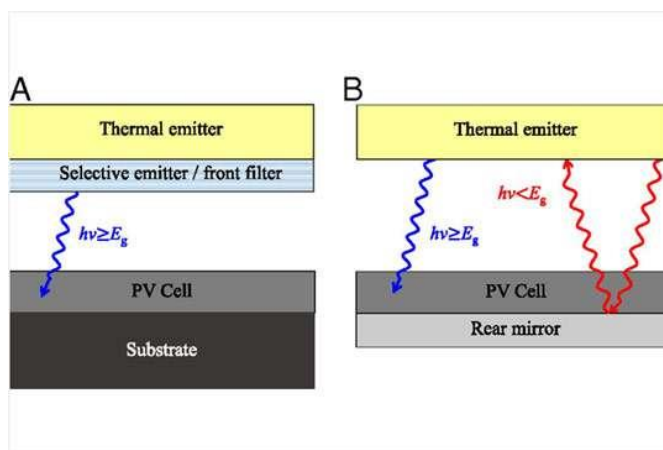 A
Thermal emitter
Selective emitter / front filter
hν≥Eg
PV Cell
Substrate
B
Thermal emitter
hν≥Eg
hν<Eg
PV Cell
Rear mirror